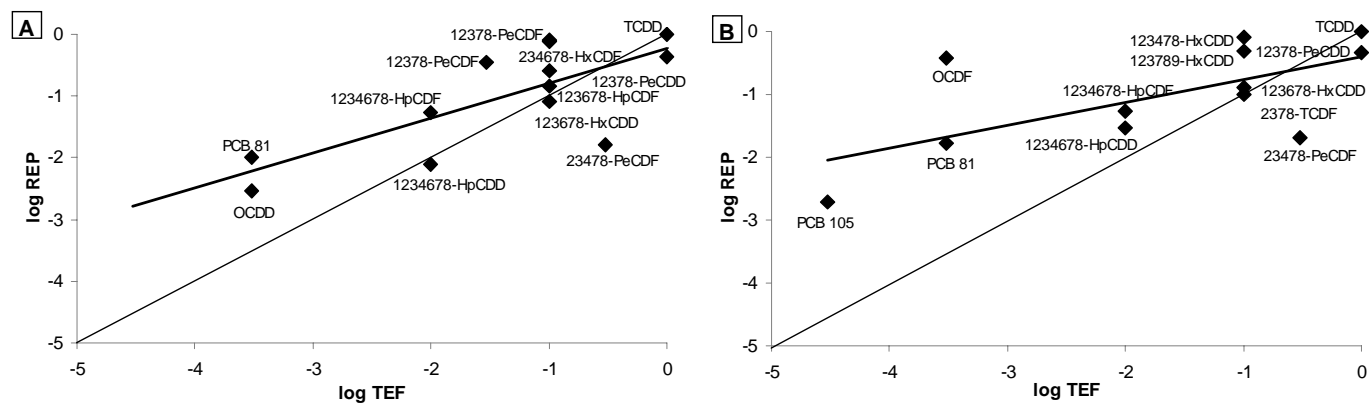 A
0
-1
-2
-3
-4
-5
log REP
-5
-4
-3
-2
-1
0
log TEF
TCDD
12378-PeCDF
12378-PeCDF
234678-HxCDF
12378-PeCDD
1234678-HpCDF
123678-HpCDF
123678-HxCDD
PCB 81
23478-PeCDF
1234678-HpCDD
OCDD
B
0
-1
-2
-3
-4
-5
log REP
-5
-4
-3
-2
-1
0
log TEF
TCDD
123478-HxCDD
12378-PeCDD
123789-HxCDD
OCDF
1234678-HpCDF
123678-HxCDD
2378-TCDF
1234678-HpCDD
23478-PeCDF
PCB 81
PCB 105